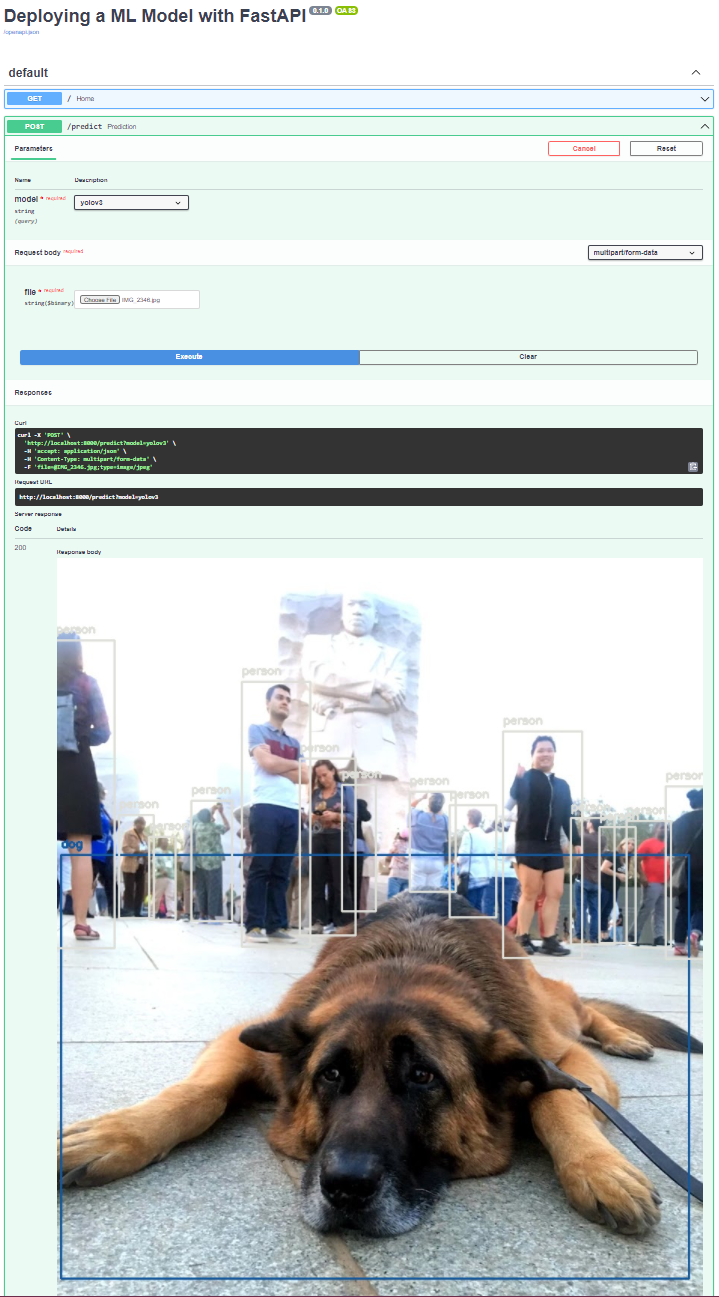 Deploying a ML Model with FastAPI 0.1.0 OAS3
/openapi.json
default
GET / Home
POST /predict Prediction
Parameters Cancel Reset
Name Description
model * required yolov3
string
(query)
Request body required multipart/form-data
file * required Choose File IMG_2346.jpg
string($binary)
Execute Clear
Responses
Curl
curl -X 'POST' \
'http://localhost:8000/predict?model=yolov3' \
-H 'accept: application/json' \
-H 'Content-Type: multipart/form-data' \
-F 'file=@IMG_2346.jpg;type=image/jpeg'
Request URL
http://localhost:8000/predict?model=yolov3
Server response
Code Details
200
Response body
person
person
person
person
person
person
person
person
person
dog